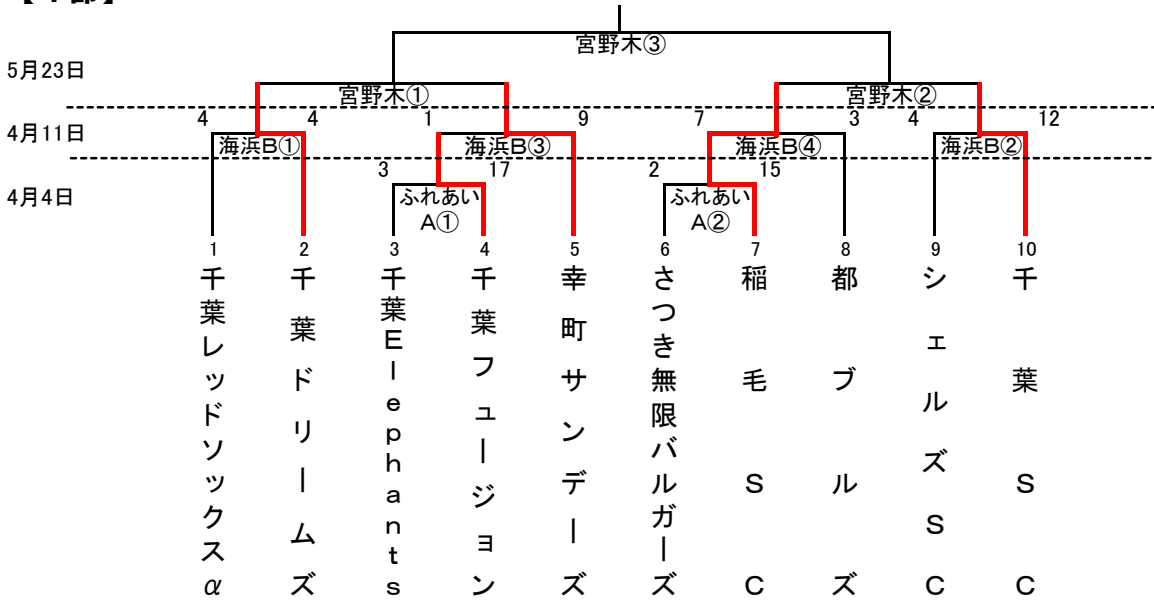 宮野木③
5月23日
宮野木①
宮野木②
4
4
1
9
7
3
4
12
4月11日
海浜B①
海浜B③
海浜B④
海浜B②
3
17
2
15
4月4日
ふれあい
A①
ふれあい
A②
1
2
3
4
5
6
7
8
9
10
千葉レッドソックスα
千葉ドリームズ
千葉Elephants
千葉フュージョン
幸町サンデーズ
さつき無限バルガーズ
稲毛SC
都ブルズ
シェルズSC
千葉SC